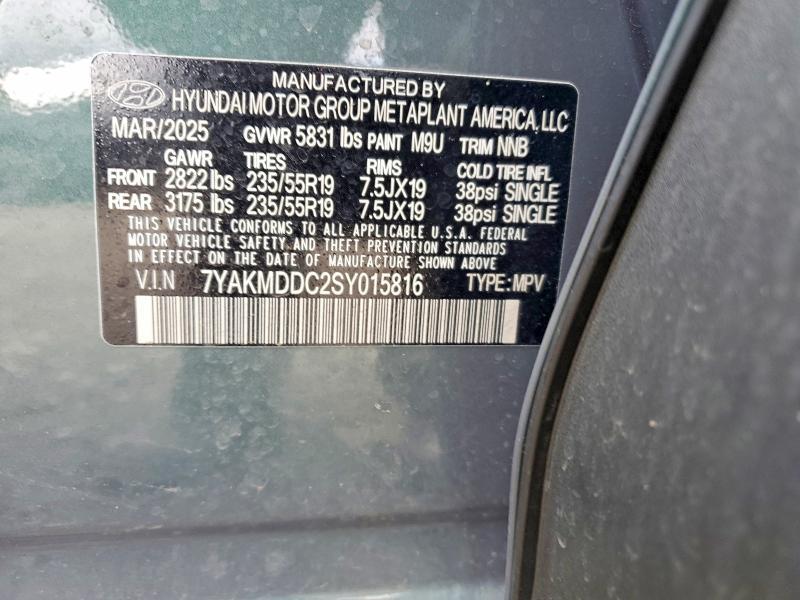 MANUFACTURED BY
HYUNDAI MOTOR GROUP METAPLANT AMERICA, LLC
MAR/2025 GVWR 5831 lbs PAINT M9U TRIM NNB
GAWR TIRES RIMS COLD TIRE INFL
FRONT 2822 lbs 235/55R19 7.5JX19 38psi SINGLE
REAR 3175 lbs 235/55R19 7.5JX19 38psi SINGLE
THIS VEHICLE CONFORMS TO ALL APPLICABLE U.S.A. FEDERAL
MOTOR VEHICLE SAFETY AND THEFT PREVENTION STANDARDS
IN EFFECT ON THE DATE OF MANUFACTURE SHOWN ABOVE
V.I.N 7YAKMDDC2SY015816 TYPE:MPV